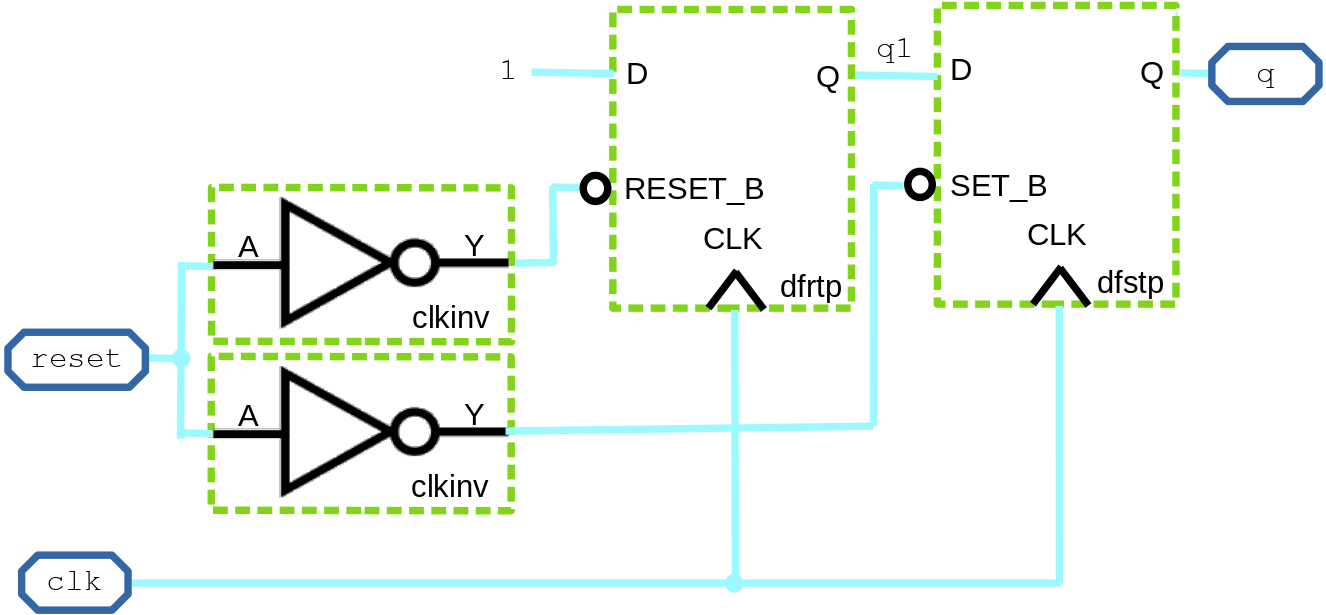 1
D
Q
q1
D
Q
q
RESET_B
SET_B
CLK
CLK
dfrtp
dfstp
A
Y
clkinv
reset
A
Y
clkinv
clk